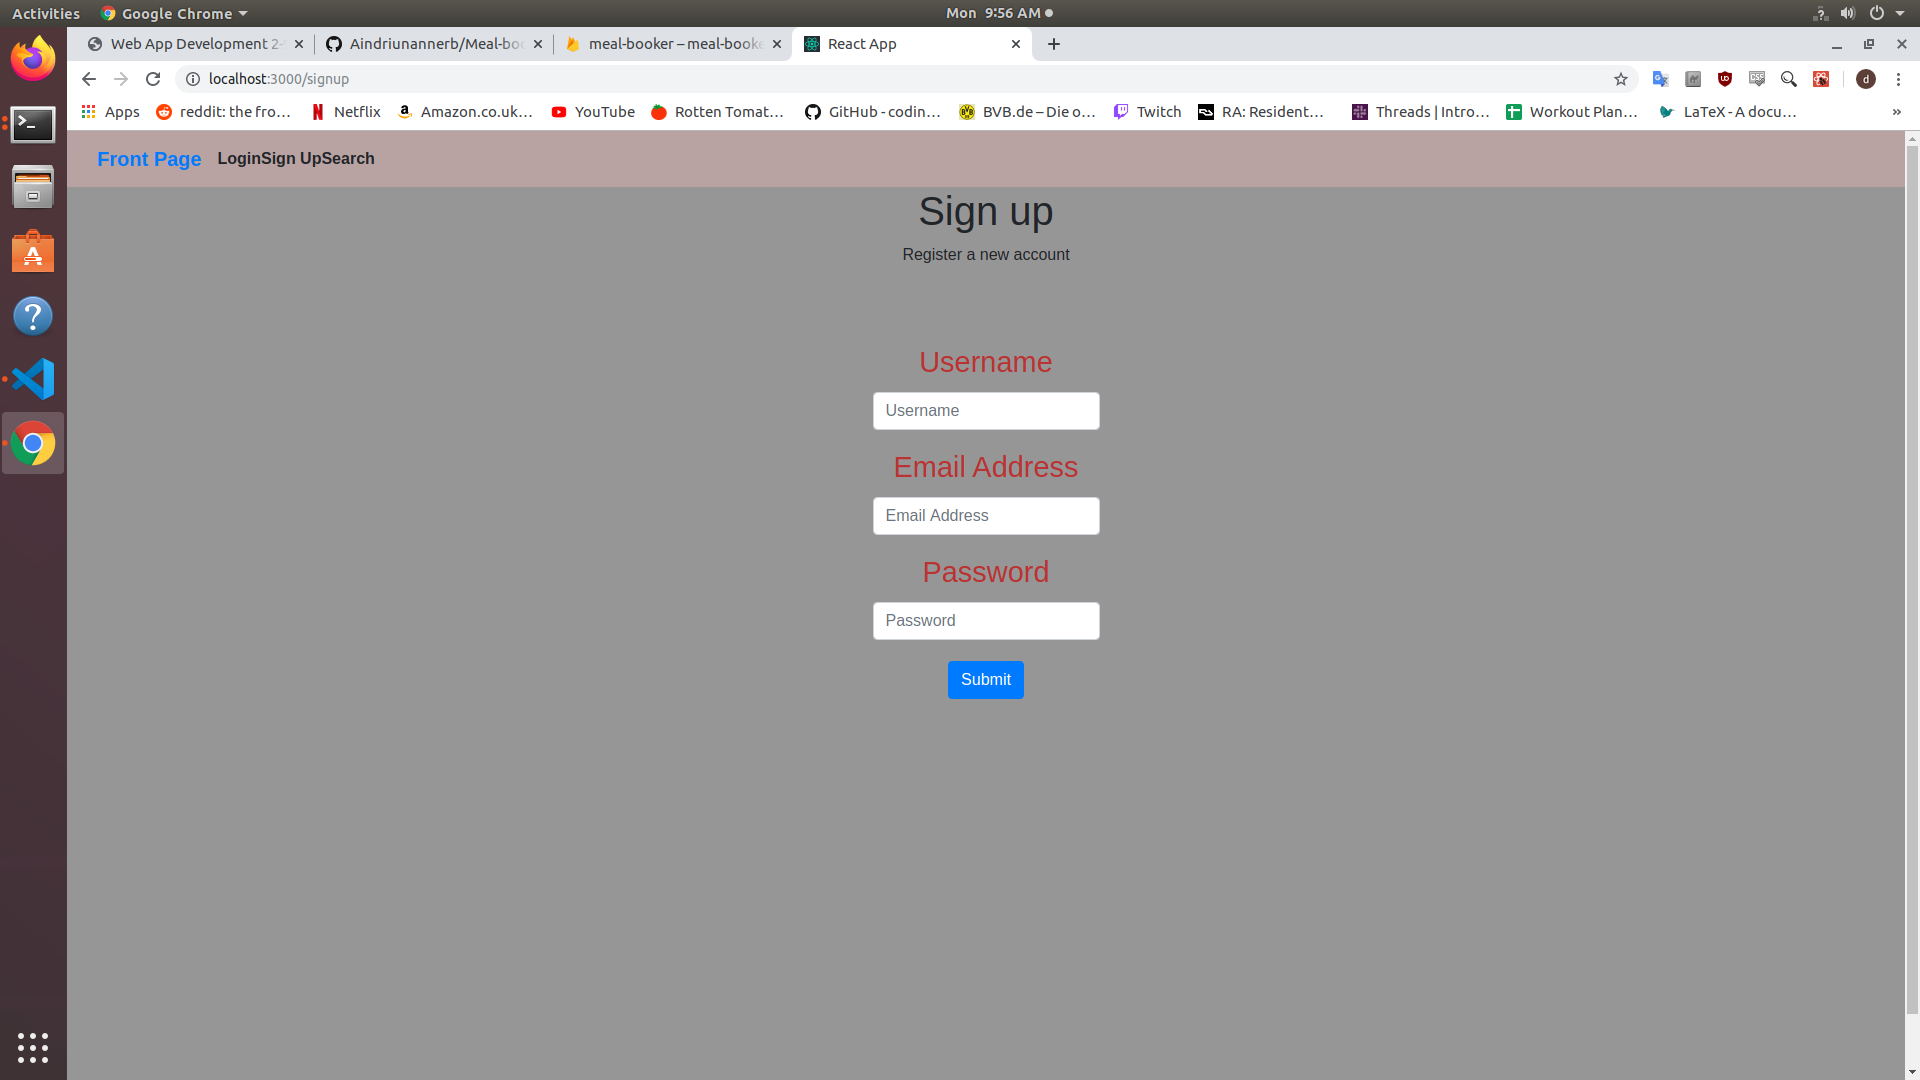 Activities Google Chrome Mon 9:56 AM
Web App Development 2- Aindriunannerb/Meal-boo meal-booker – meal-booke React App
localhost:3000/signup
Apps reddit: the fro... Netflix Amazon.co.uk... YouTube Rotten Tomat... GitHub - codin... BVB.de – Die o... Twitch RA: Resident... Threads | Intro... Workout Plan... LaTeX - A docu... »
Front Page LoginSign UpSearch
Sign up
Register a new account
Username
Username
Email Address
Email Address
Password
Password
Submit